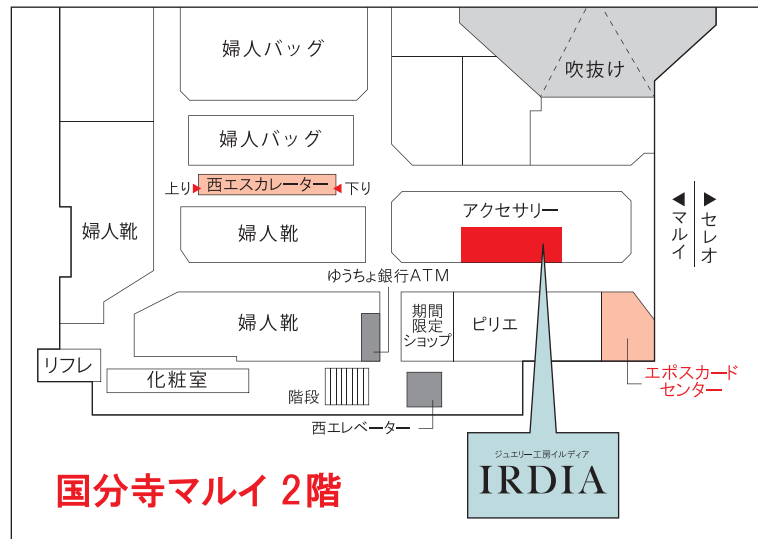 婦人バッグ
吹抜け
婦人バッグ
上り
西エスカレーター
下り
婦人靴
婦人靴
アクセサリー
マルイ
セレオ
ゆうちょ銀行ATM
婦人靴
期間
限定
ショップ
ピリエ
リフレ
化粧室
階段
西エレベーター
エポスカード
センター
ジュエリー工房イルディア
IRDIA
国分寺マルイ 2階